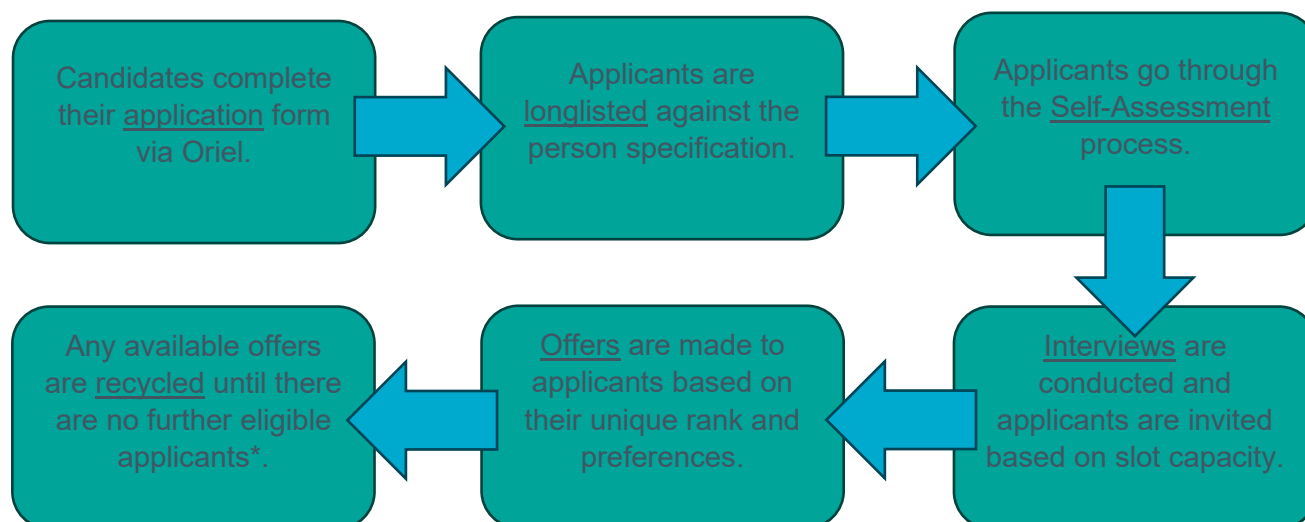 Candidates complete
their application form
via Oriel.
Applicants are
longlisted against the
person specification.
Applicants go through
the Self-Assessment
process.
Interviews are
conducted and
applicants are invited
based on slot capacity.
Offers are made to
applicants based on
their unique rank and
preferences.
Any available offers
are recycled until there
are no further eligible
applicants*.